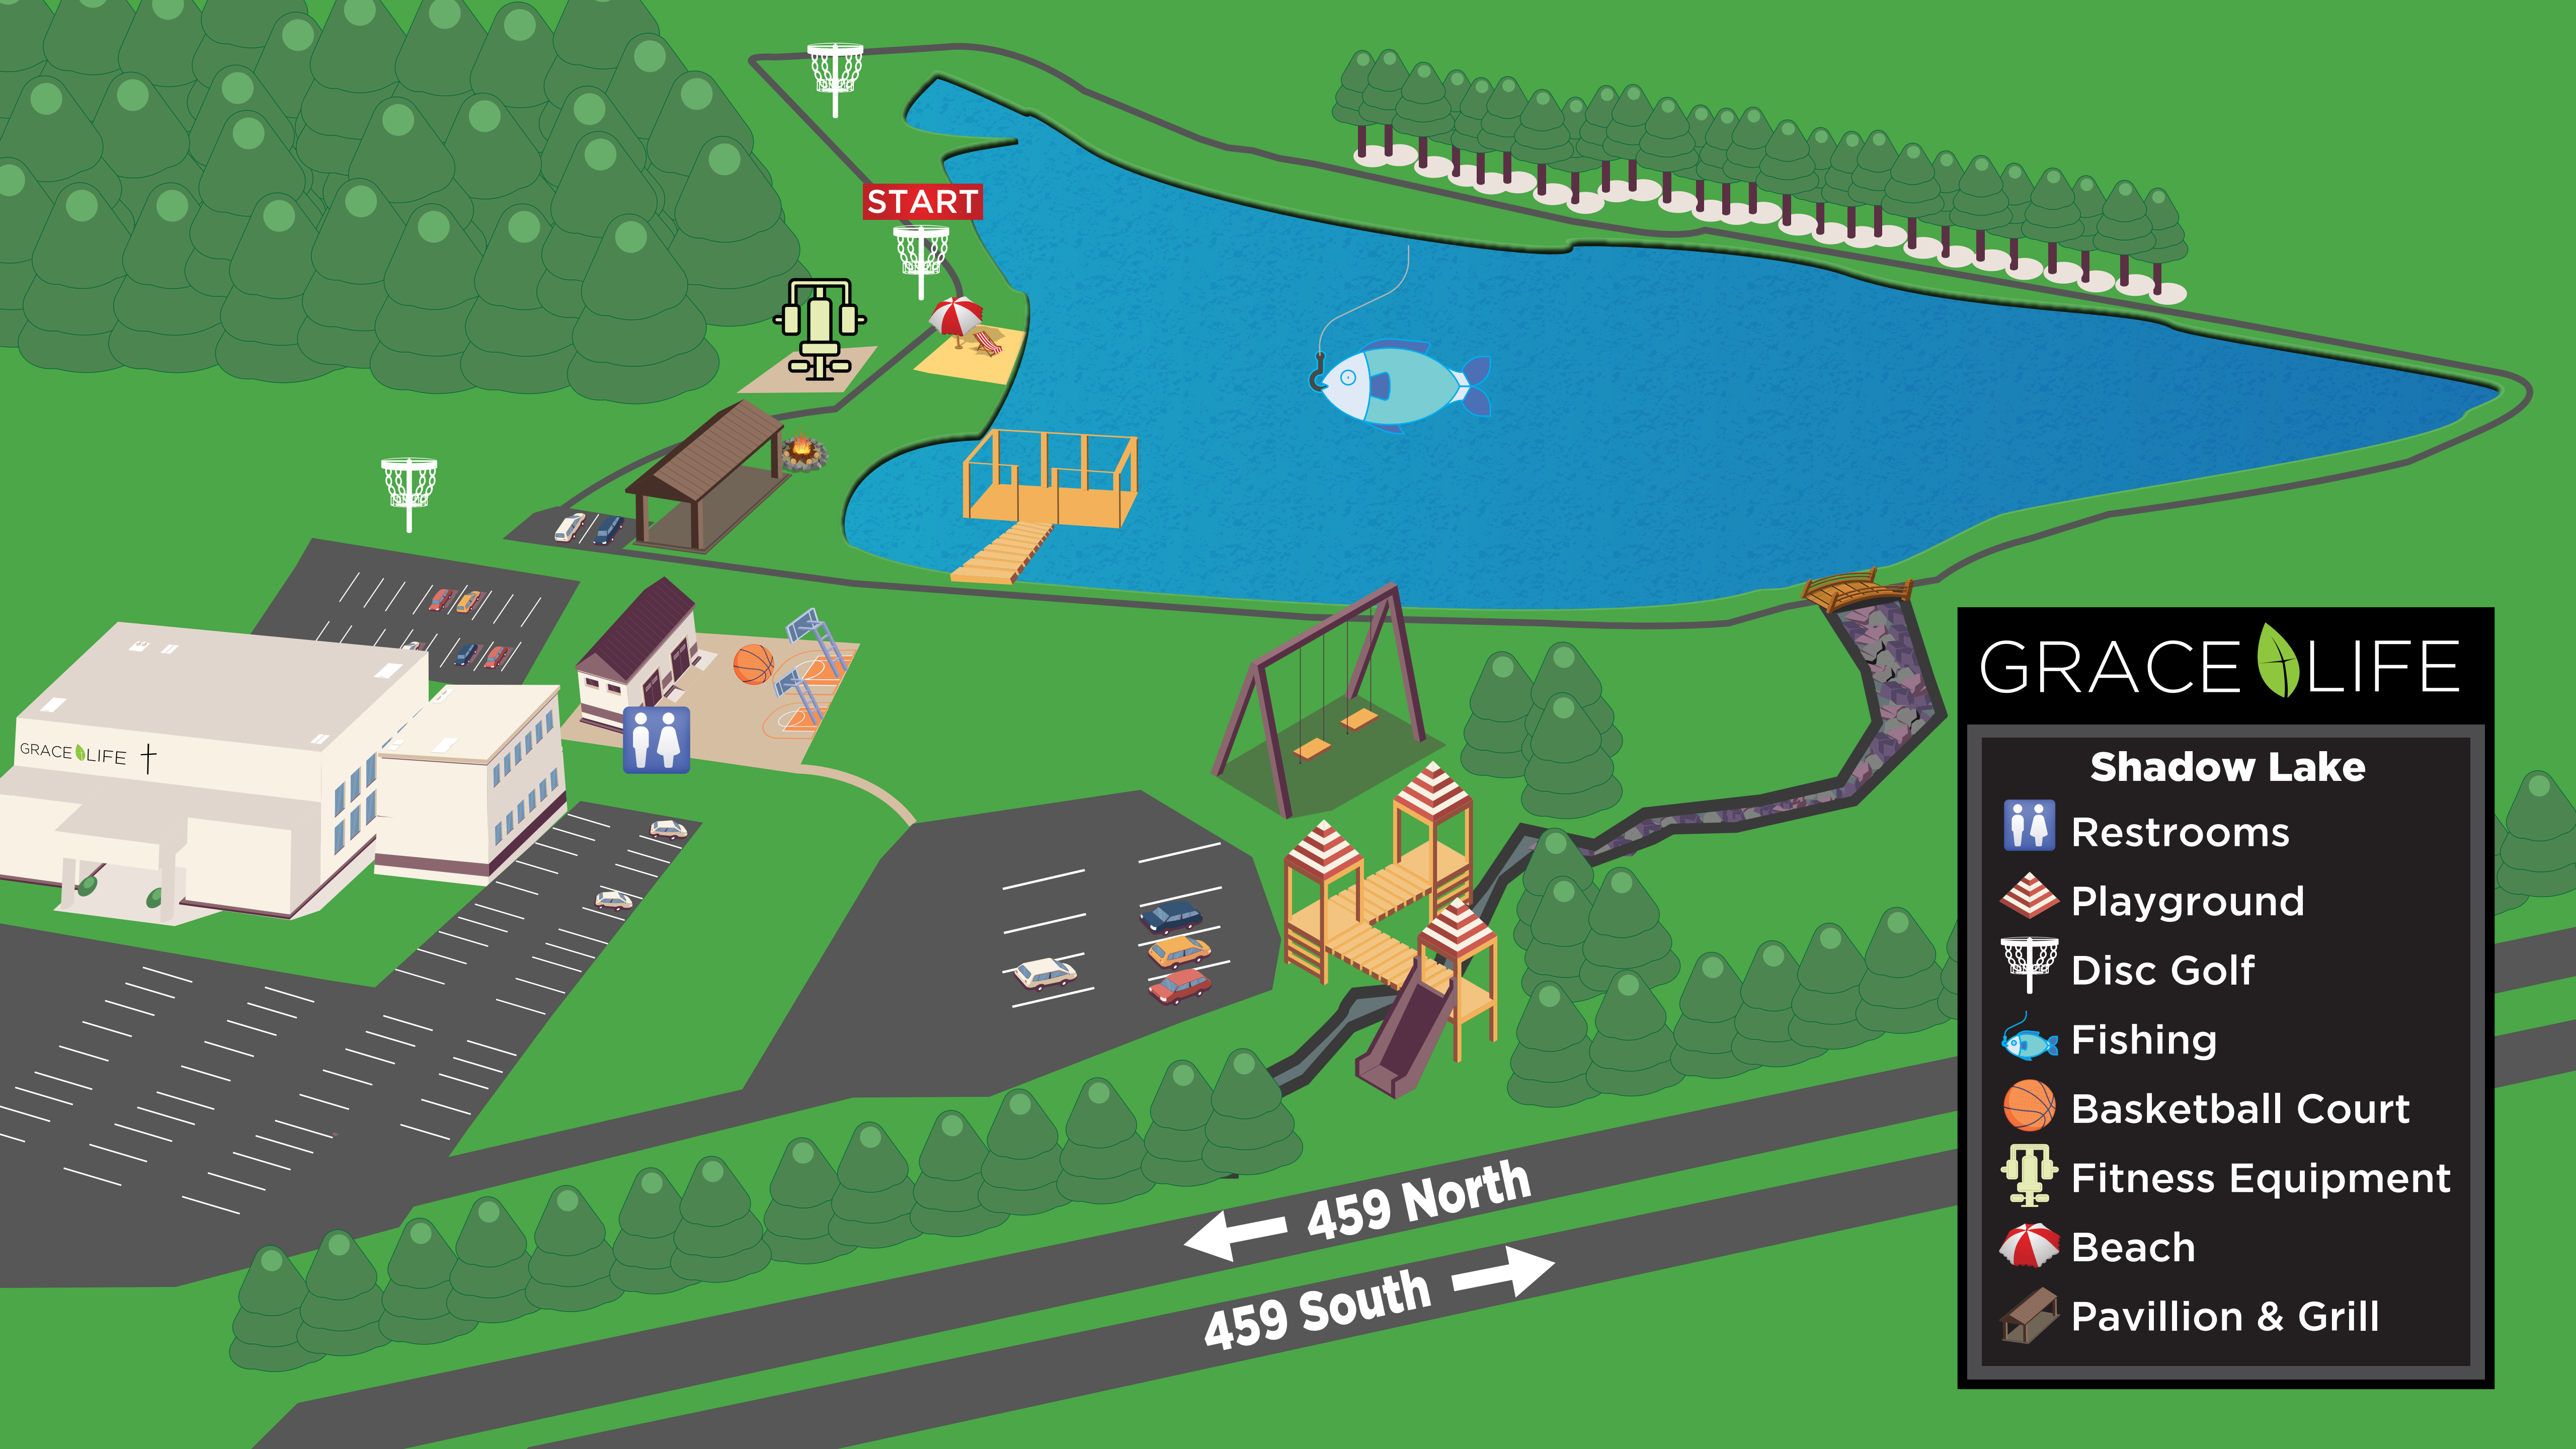 START
GRACE LIFE
459 North
459 South
GRACE LIFE
Shadow Lake
Restrooms
Playground
Disc Golf
Fishing
Basketball Court
Fitness Equipment
Beach
Pavillion & Grill